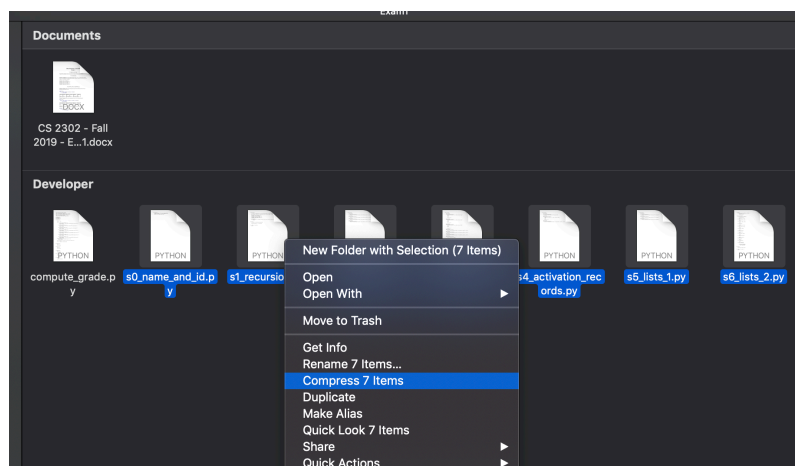 Exam1
Documents
DOCX
CS 2302 - Fall
2019 - E...1.docx
Developer
PYTHON
PYTHON
PYTHON
PYTHON
PYTHON
PYTHON
compute_grade.p
y
s0_name_and_id.p
y
s1_recursio
s4_activation_rec
ords.py
s5_lists_1.py
s6_lists_2.py
New Folder with Selection (7 Items)
Open
Open With
Move to Trash
Get Info
Rename 7 Items...
Compress 7 Items
Duplicate
Make Alias
Quick Look 7 Items
Share
Quick Actions